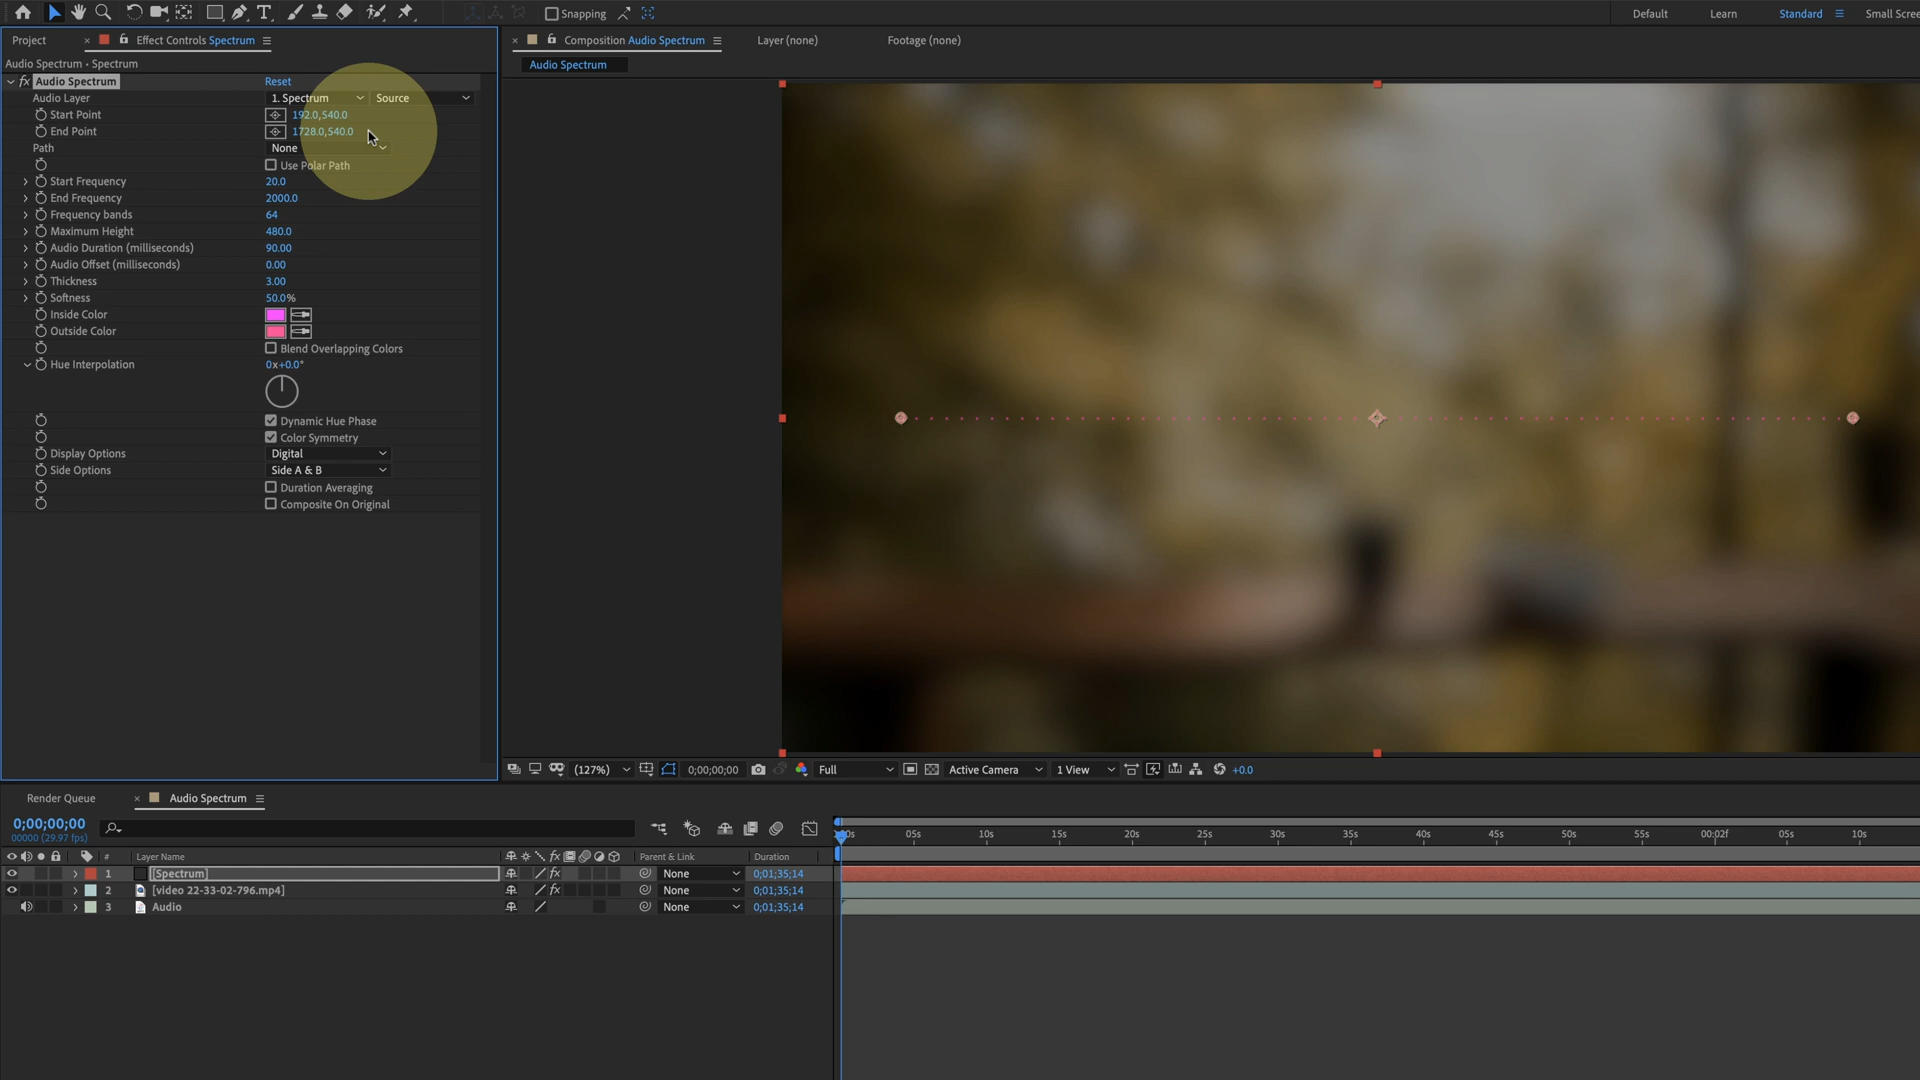 Snapping
Default
Learn
Standard
Small Scree
Project
Effect Controls Spectrum
Composition Audio Spectrum
Layer (none)
Footage (none)
Audio Spectrum • Spectrum
Audio Spectrum
fx Audio Spectrum Reset
Audio Layer 1. Spectrum Source
Start Point 192.0,540.0
End Point 1728.0,540.0
Path None
Use Polar Path
Start Frequency 20.0
End Frequency 2000.0
Frequency bands 64
Maximum Height 480.0
Audio Duration (milliseconds) 90.00
Audio Offset (milliseconds) 0.00
Thickness 3.00
Softness 50.0%
Inside Color
Outside Color
Blend Overlapping Colors
Hue Interpolation 0x+0.0°
Dynamic Hue Phase
Color Symmetry
Display Options Digital
Side Options Side A & B
Duration Averaging
Composite On Original
(127%) 0;00;00;00 Full Active Camera 1 View +0.0
Render Queue
Audio Spectrum
0;00;00;00
00000 (29.97 fps)
05s 10s 15s 20s 25s 30s 35s 40s 45s 50s 55s 00:02f 05s 10s
# Layer Name fx Parent & Link Duration
1 [Spectrum] fx None 0;01;35;14
2 [video 22-33-02-796.mp4] fx None 0;01;35;14
3 Audio None 0;01;35;14